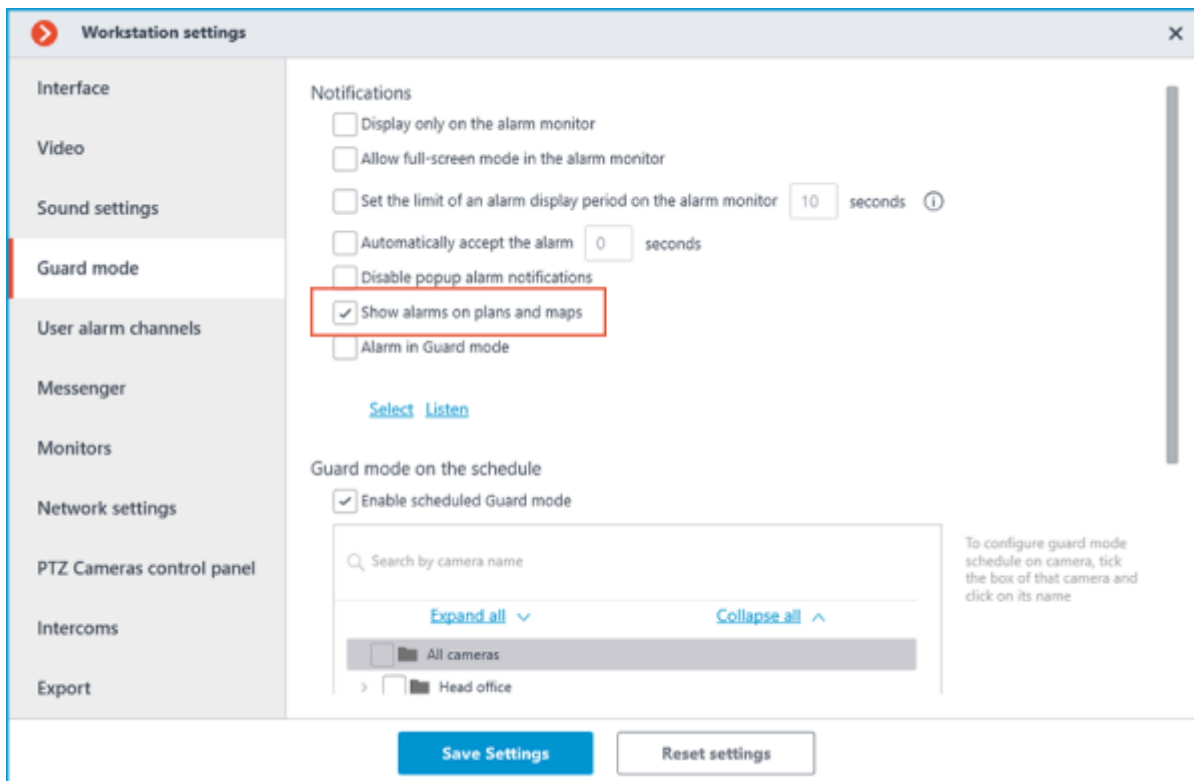 Workstation settings
Interface
Video
Sound settings
Guard mode
User alarm channels
Messenger
Monitors
Network settings
PTZ Cameras control panel
Intercoms
Export
Notifications
Display only on the alarm monitor
Allow full-screen mode in the alarm monitor
Set the limit of an alarm display period on the alarm monitor 10 seconds
Automatically accept the alarm 0 seconds
Disable popup alarm notifications
Show alarms on plans and maps
Alarm in Guard mode
Select Listen
Guard mode on the schedule
Enable scheduled Guard mode
Search by camera name
Expand all Collapse all
All cameras
Head office
To configure guard mode
schedule on camera, tick
the box of that camera and
click on its name
Save Settings Reset settings